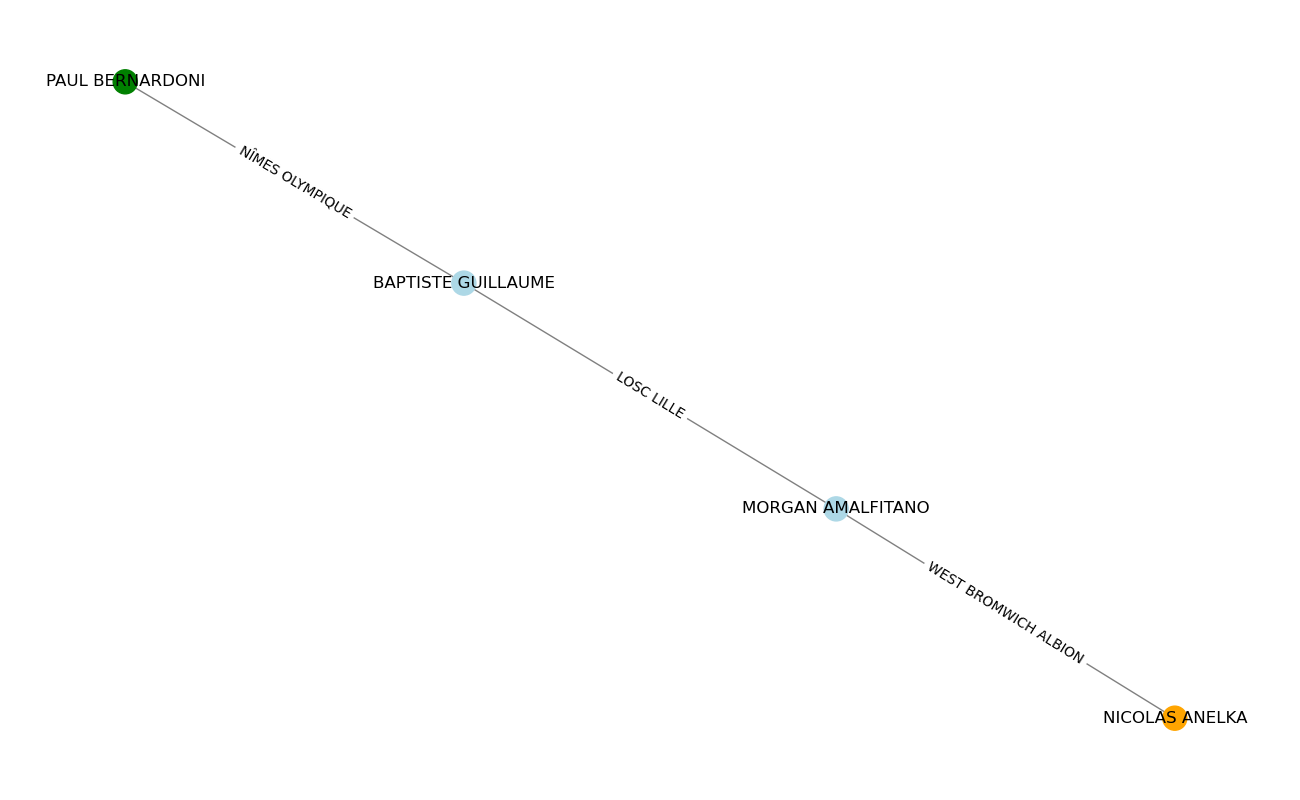 PAUL BERNARDONI
NÎMES OLYMPIQUE
BAPTISTE GUILLAUME
LOSC LILLE
MORGAN AMALFITANO
WEST BROMWICH ALBION
NICOLAS ANELKA